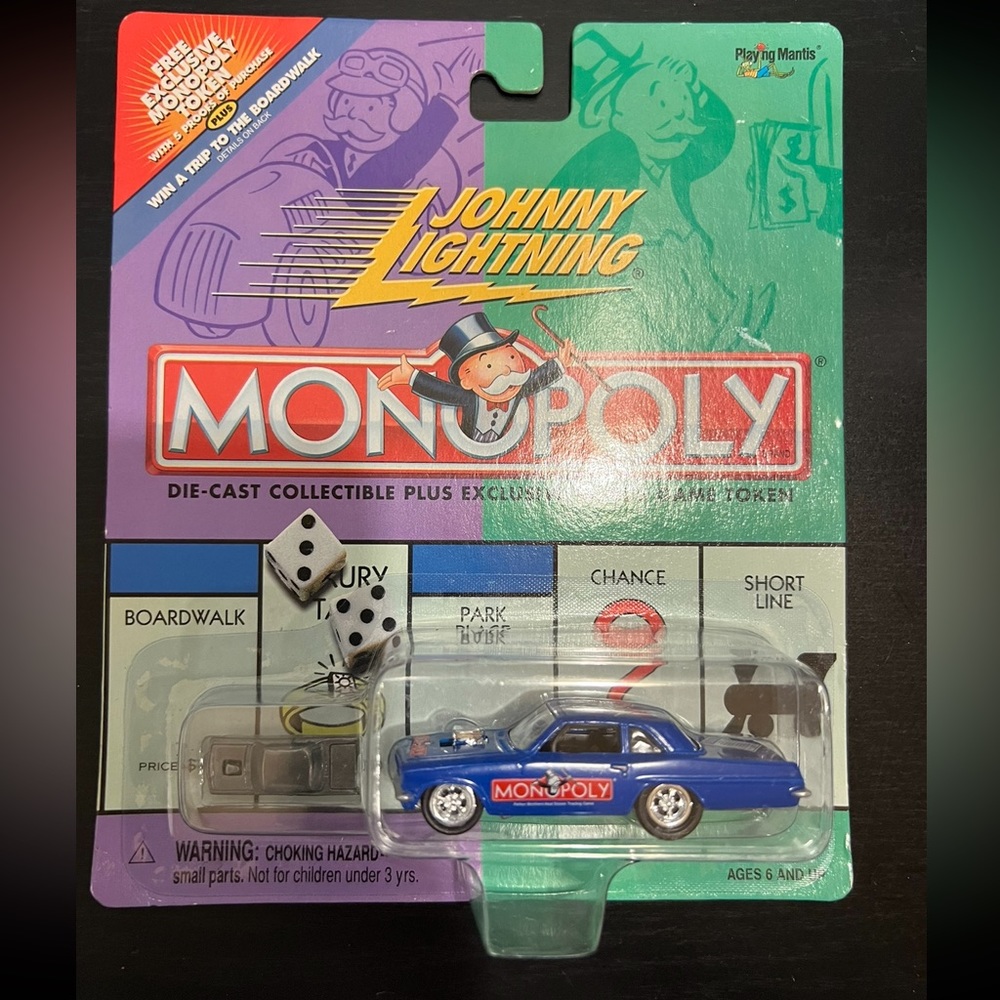 FREE
EXCLUSIVE
MONOPOLY
TOKEN
WITH 5 PROOFS OF PURCHASE
PLUS
WIN A TRIP TO THE BOARDWALK
DETAILS ON BACK
Playing Mantis®
JOHNNY
LIGHTNING®
MONOPOLY®
DIE-CAST COLLECTIBLE PLUS GAME TOKEN
BOARDWALK
PARK
PLACE
CHANCE
?
SHORT
LINE
PRICE $
MONOPOLY
WARNING: CHOKING HAZARD-
small parts. Not for children under 3 yrs.
AGES 6 AND UP